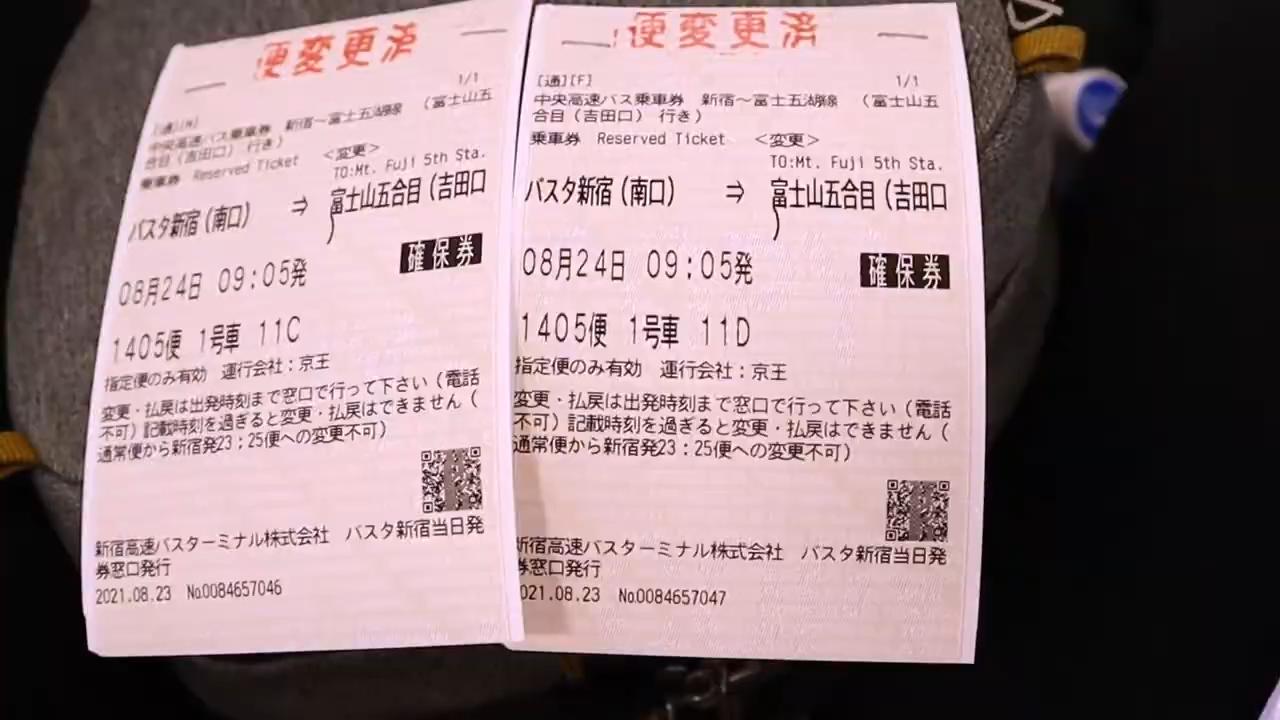 便変更済
1/1
[通][M]
中央高速バス乗車券 新宿～富士五湖線 (富士山五
合目(吉田口) 行き)
乗車券 Reserved Ticket <変更>
TO:Mt. Fuji 5th Sta.
バスタ新宿(南口) ⇒ 富士山五合目(吉田口
)
確保券
08月24日 09:05発
1405便 1号車 11C
指定便のみ有効 運行会社:京王
変更・払戻は出発時刻まで窓口で行って下さい(電話
不可)記載時刻を過ぎると変更・払戻はできません(
通常便から新宿発23:25便への変更不可)
新宿高速バスターミナル株式会社 バスタ新宿当日発
券窓口発行
2021.08.23 No.0084657046
便変更済
[通][F] 1/1
中央高速バス乗車券 新宿～富士五湖線 (富士山五
合目(吉田口) 行き)
乗車券 Reserved Ticket <変更>
TO:Mt. Fuji 5th Sta.
バスタ新宿(南口) ⇒ 富士山五合目(吉田口
)
08月24日 09:05発 確保券
1405便 1号車 11D
指定便のみ有効 運行会社:京王
変更・払戻は出発時刻まで窓口で行って下さい(電話
不可)記載時刻を過ぎると変更・払戻はできません(
通常便から新宿発23:25便への変更不可)
新宿高速バスターミナル株式会社 バスタ新宿当日発
券窓口発行
2021.08.23 No.0084657047